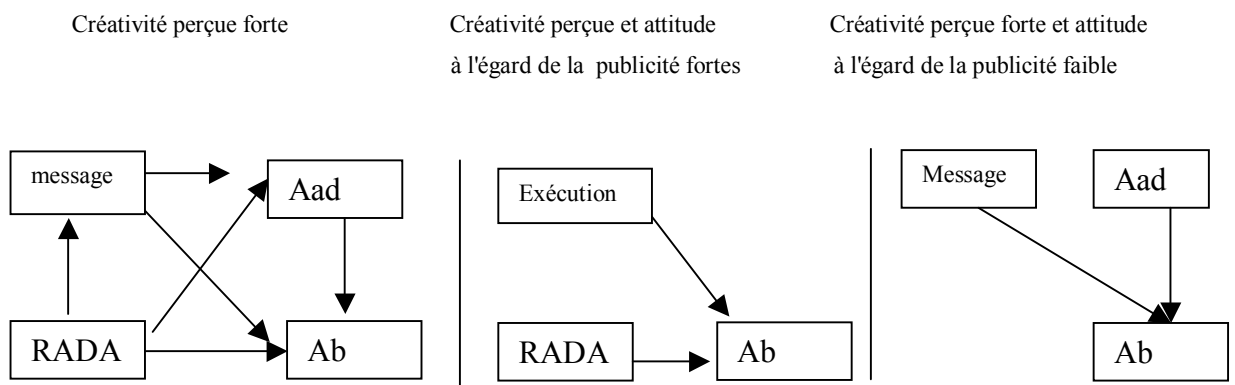 Créativité perçue forte
Créativité perçue et attitude
à l'égard de la publicité fortes
Créativité perçue forte et attitude
à l'égard de la publicité faible
message
Aad
RADA
Ab
Exécution
RADA
Ab
Message
Aad
Ab